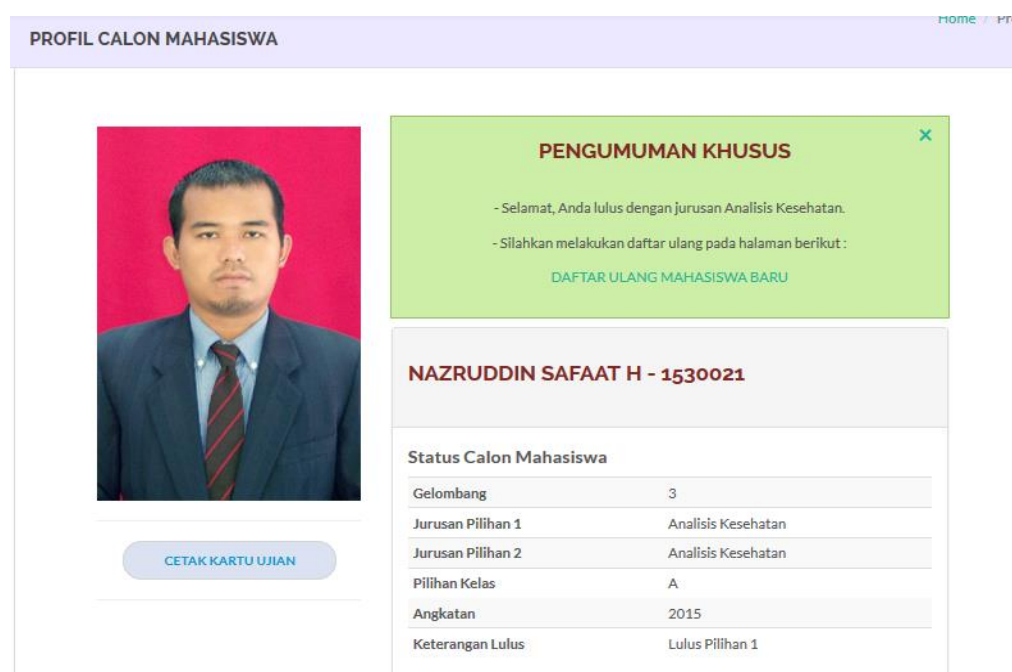 Home / Pr
PROFIL CALON MAHASISWA
PENGUMUMAN KHUSUS
×
- Selamat, Anda lulus dengan jurusan Analisis Kesehatan.
- Silahkan melakukan daftar ulang pada halaman berikut :
DAFTAR ULANG MAHASISWA BARU
NAZRUDDIN SAFAAT H - 1530021
Status Calon Mahasiswa
Gelombang 3
Jurusan Pilihan 1 Analisis Kesehatan
Jurusan Pilihan 2 Analisis Kesehatan
Pilihan Kelas A
Angkatan 2015
Keterangan Lulus Lulus Pilihan 1
CETAK KARTU UJIAN